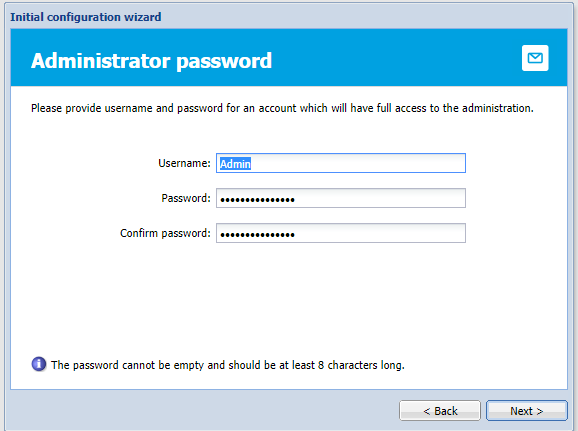 Initial configuration wizard
Administrator password
Please provide username and password for an account which will have full access to the administration.
Username: Admin
Password: •••••••••••••••
Confirm password: •••••••••••••••
The password cannot be empty and should be at least 8 characters long.
< Back Next >